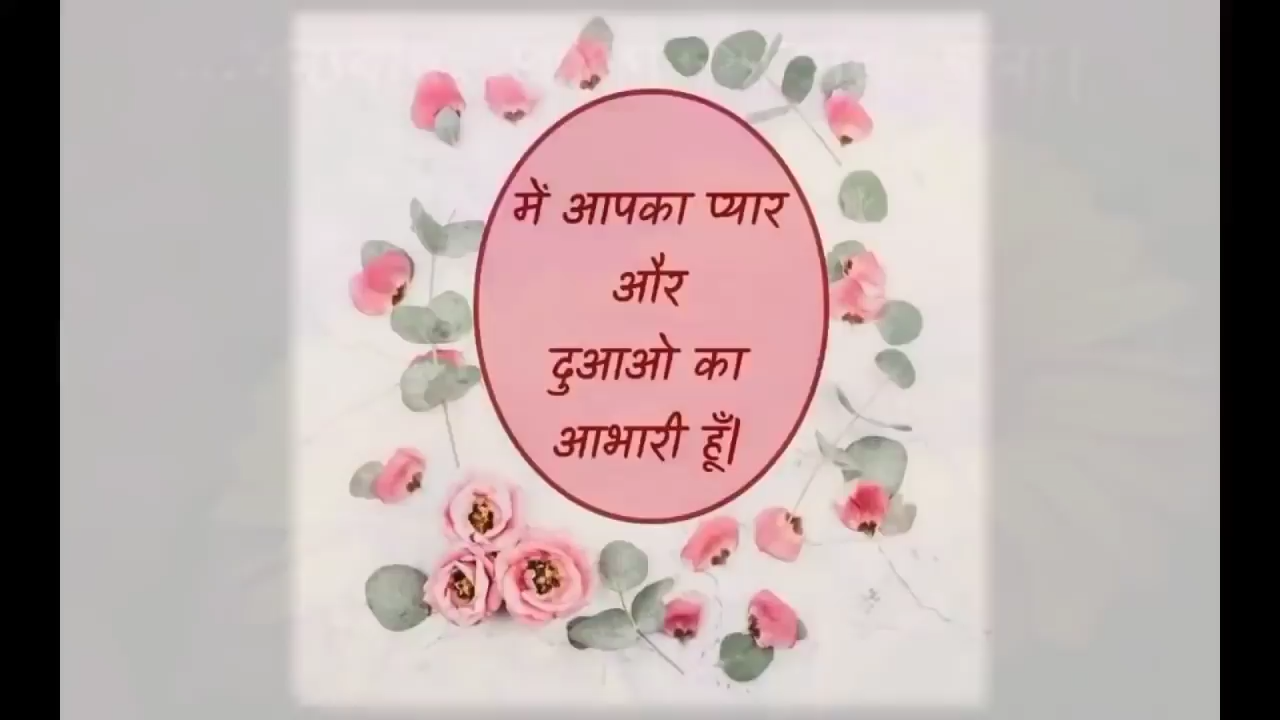 में आपका प्यार
और
दुआओ का
आभारी हूँ|